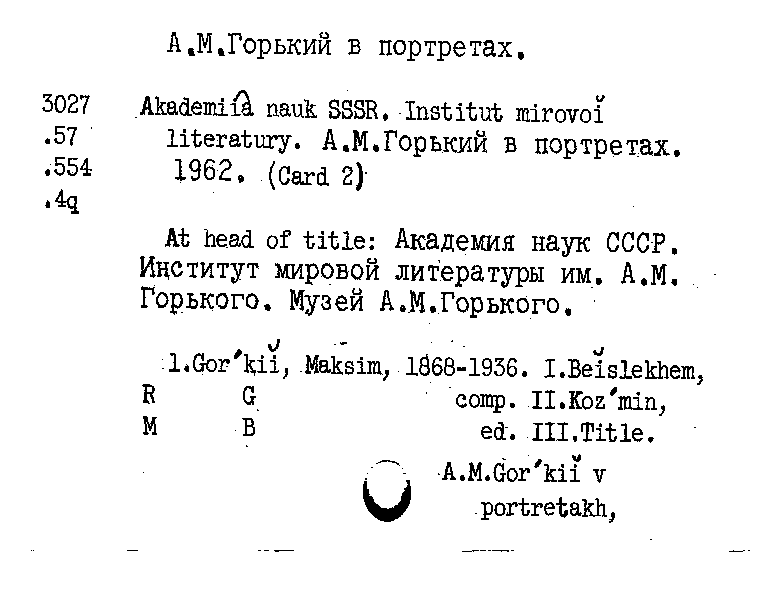 А.М.Горький в портретах.
3027 Akademii͡a nauk SSSR. Institut mirovoĭ
.57 literatury. А.М.Горький в портретах.
.554 1962. (Card 2)
.4q
At head of title: Академия наук СССР.
Институт мировой литературы им. А.М.
Горького. Музей А.М.Горького.
1.Gor'kiĭ, Maksim, 1868-1936. I.Beĭslekhem,
R G comp. II.Koz'min,
M B ed. III.Title.
A.M.Gor'kiĭ v
portretakh,